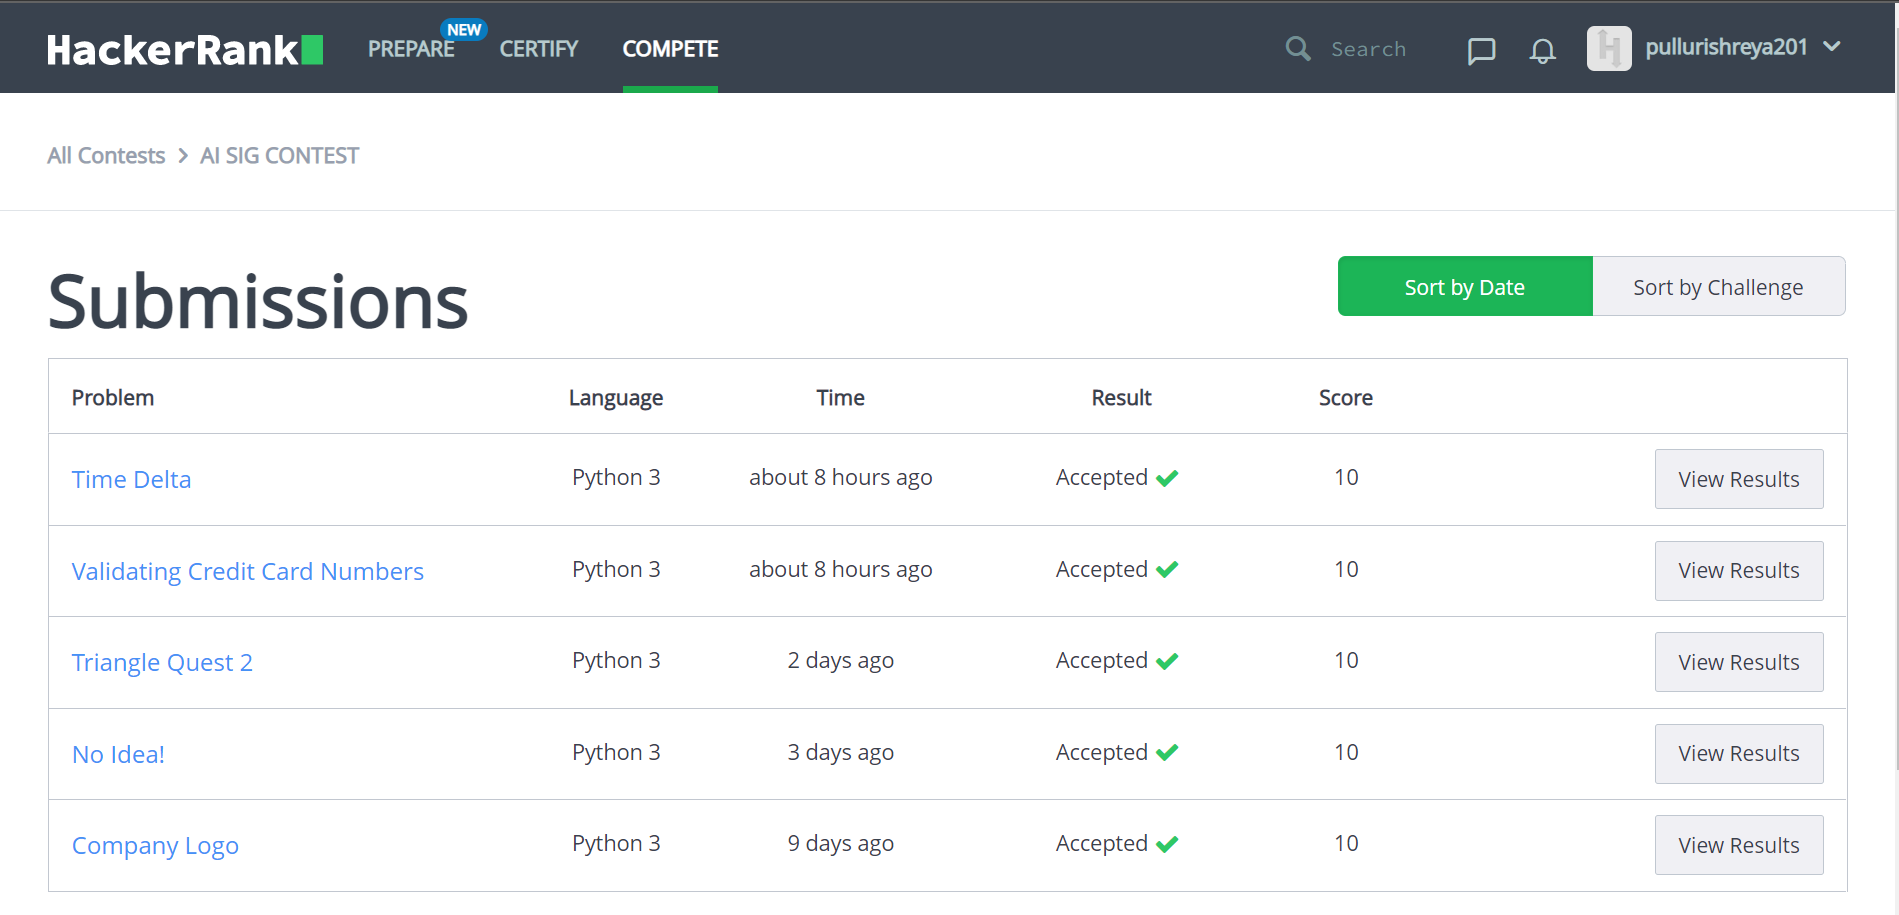 HackerRank PREPARE NEW CERTIFY COMPETE Search pullurishreya201
All Contests > AI SIG CONTEST
Submissions Sort by Date Sort by Challenge
Problem Language Time Result Score
Time Delta Python 3 about 8 hours ago Accepted 10 View Results
Validating Credit Card Numbers Python 3 about 8 hours ago Accepted 10 View Results
Triangle Quest 2 Python 3 2 days ago Accepted 10 View Results
No Idea! Python 3 3 days ago Accepted 10 View Results
Company Logo Python 3 9 days ago Accepted 10 View Results